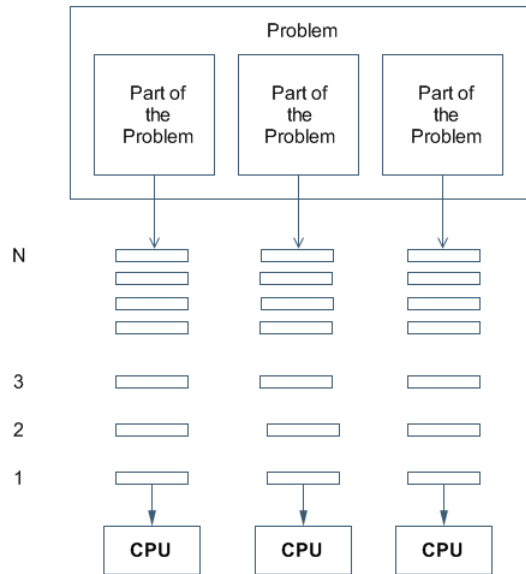 Problem
Part of
the
Problem
Part of
the
Problem
Part of
the
Problem
N
3
2
1
CPU
CPU
CPU